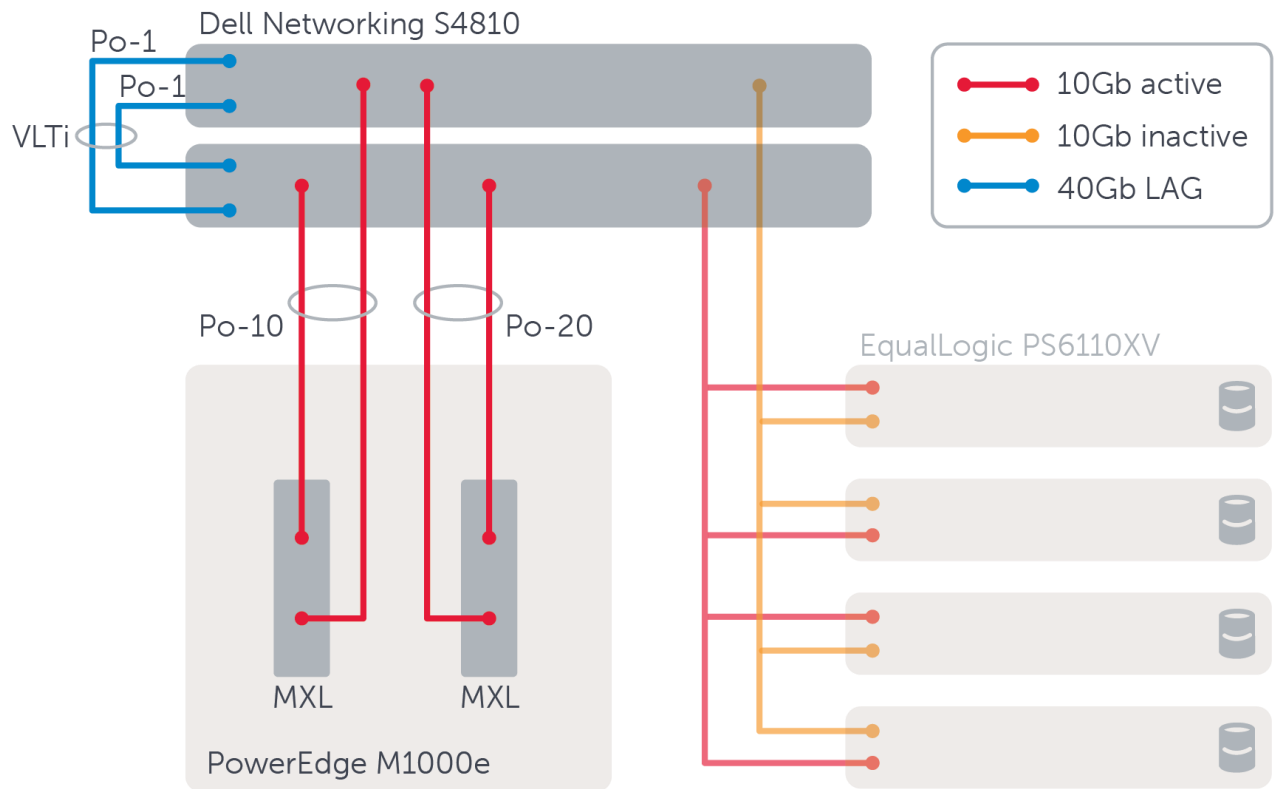 Dell Networking S4810
Po-1
Po-1
VLTi
10Gb active
10Gb inactive
40Gb LAG
Po-10
Po-20
EqualLogic PS6110XV
MXL
MXL
PowerEdge M1000e